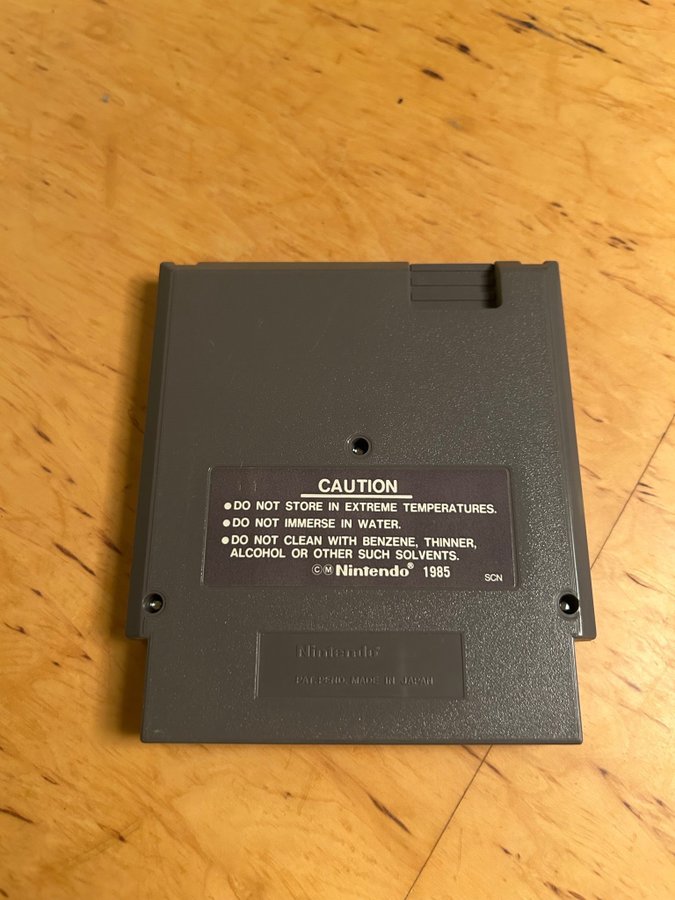 CAUTION
●DO NOT STORE IN EXTREME TEMPERATURES.
●DO NOT IMMERSE IN WATER.
●DO NOT CLEAN WITH BENZENE, THINNER,
ALCOHOL OR OTHER SUCH SOLVENTS.
ⒸⓂNintendo® 1985 SCN
Nintendo®
PAT.PEND. MADE IN JAPAN